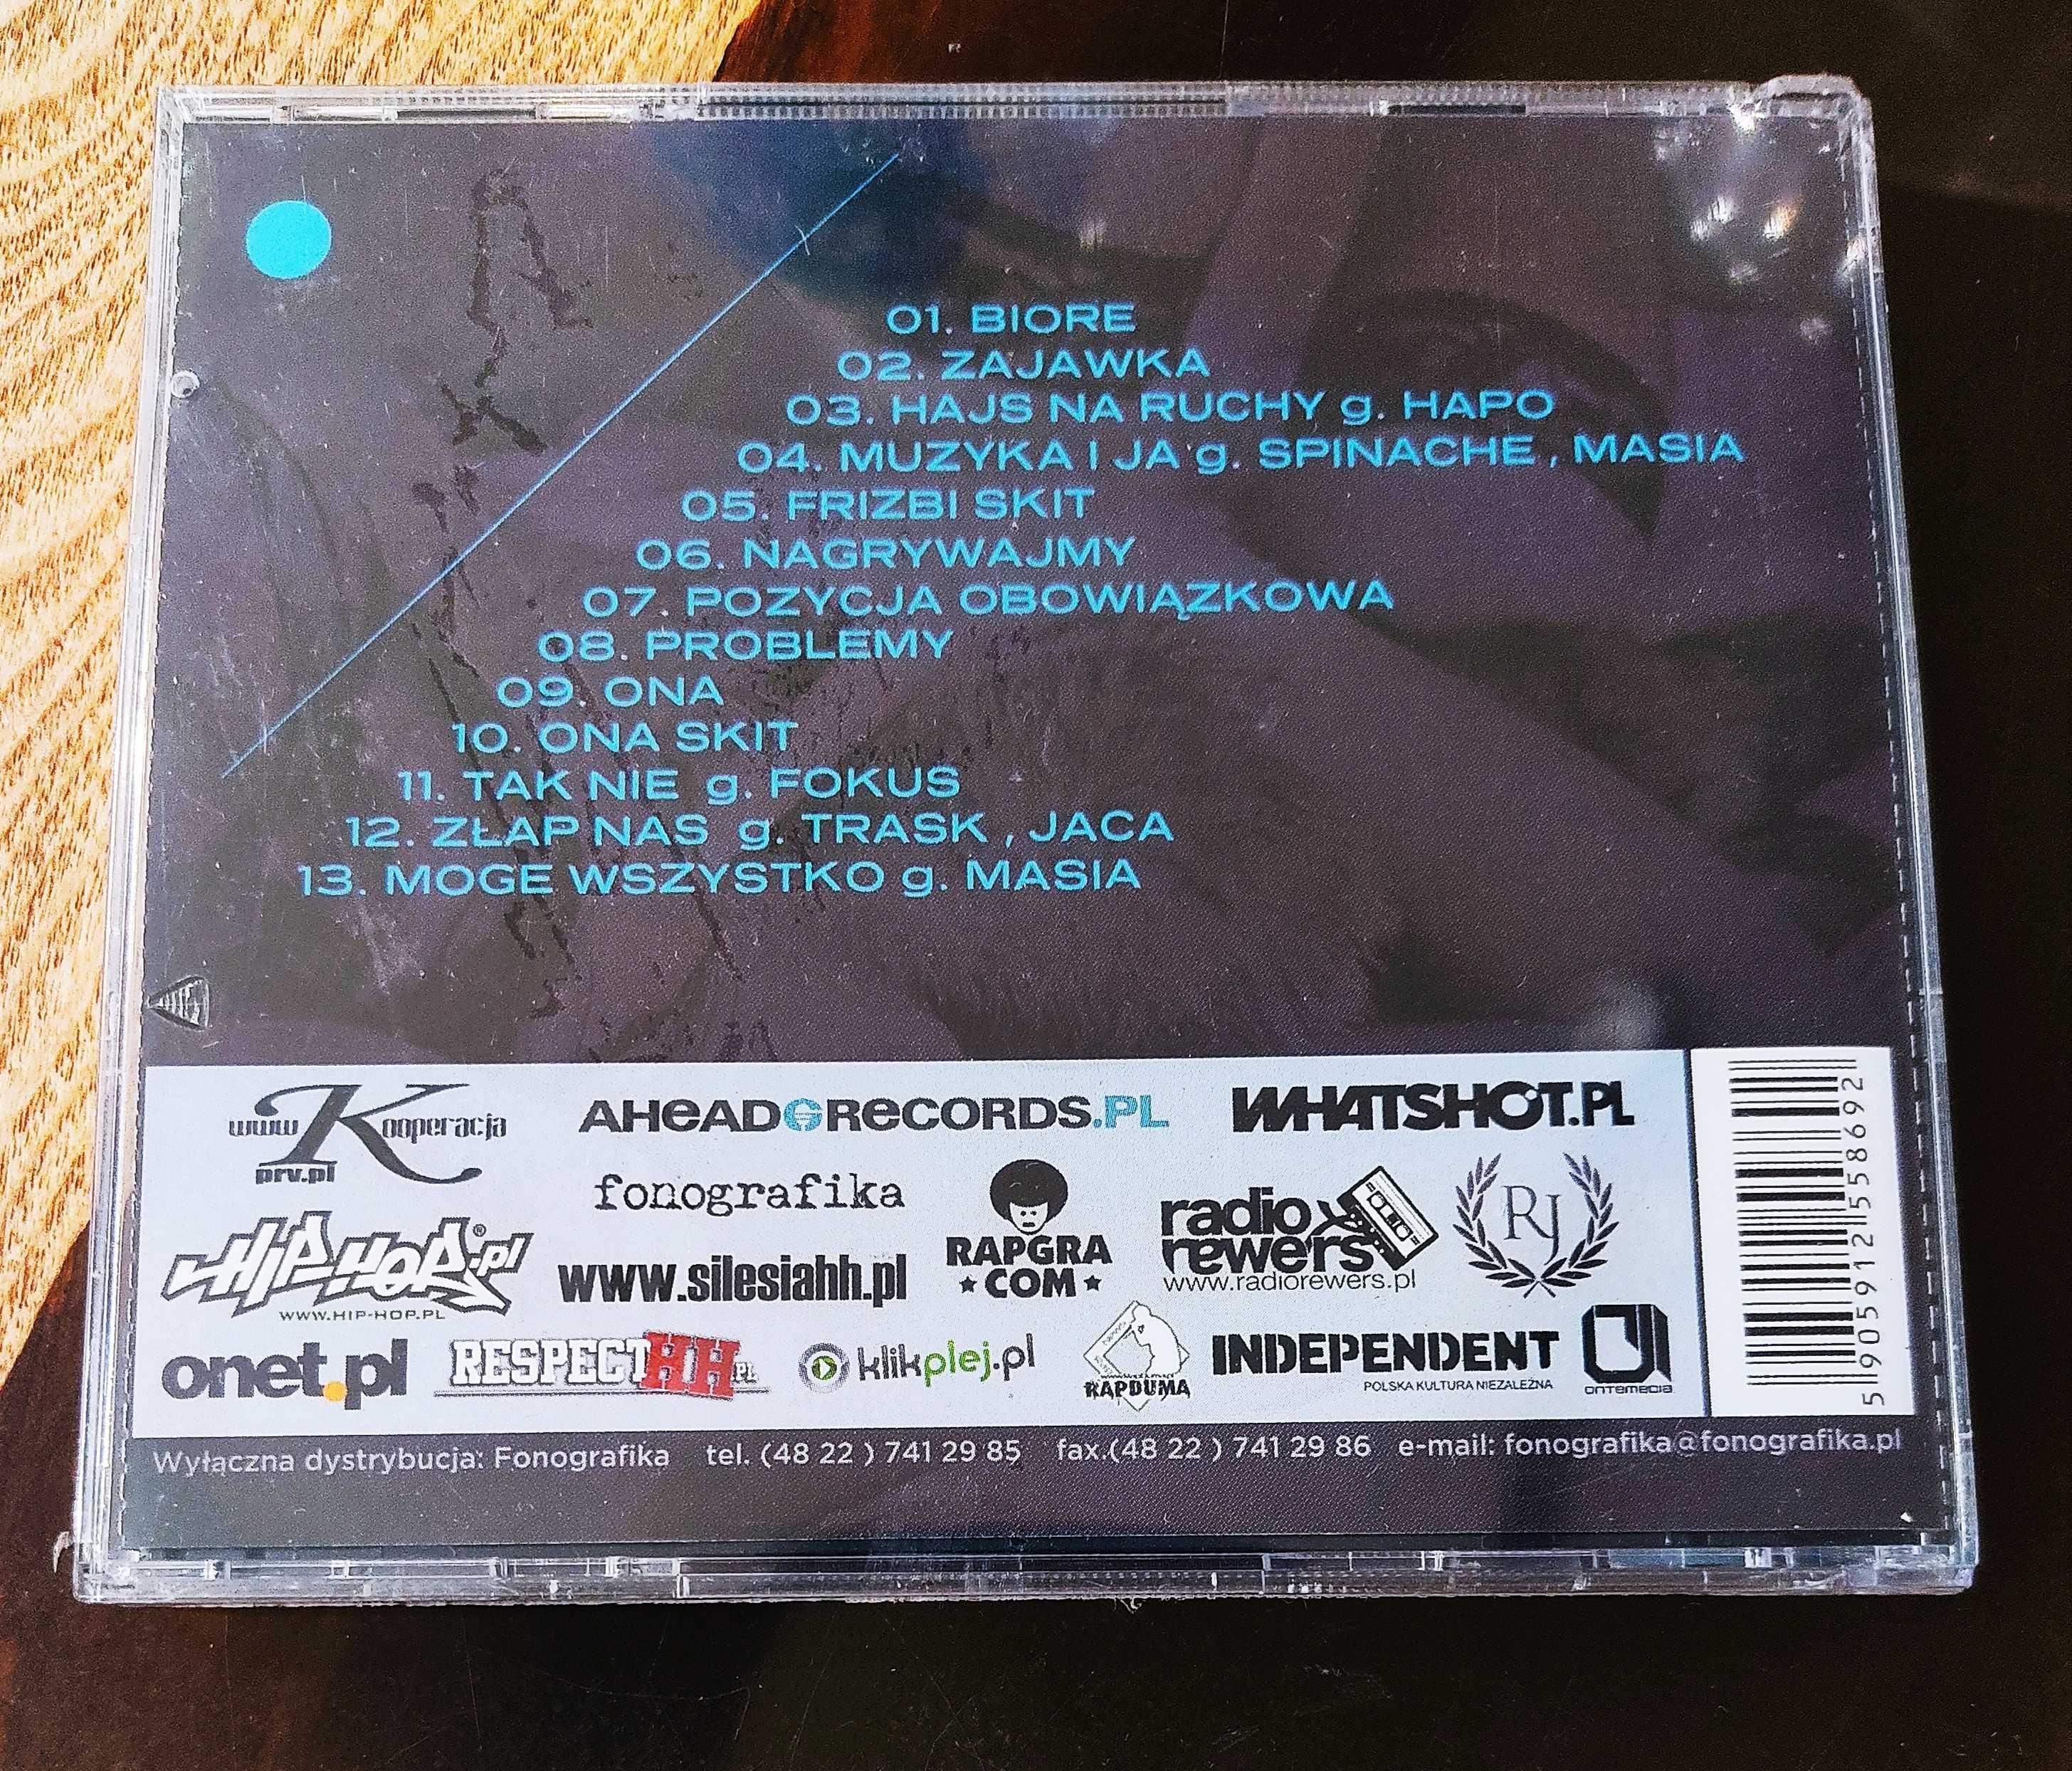 01. BIORE
02. ZAJAWKA
03. HAJS NA RUCHY g. HAPO
04. MUZYKA I JA g. SPINACHE , MASIA
05. FRIZBI SKIT
06. NAGRYWAJMY
07. POZYCJA OBOWIĄZKOWA
08. PROBLEMY
09. ONA
10. ONA SKIT
11. TAK NIE g. FOKUS
12. ZŁAP NAS g. TRASK , JACA
13. MOGE WSZYSTKO g. MASIA
www Kooperacja
prv.pl
AHeADGReCORDS.PL
WHATSHOT.PL
fonografika
RAPGRA
COM
radio
rewers
www.radiorewers.pl
RJ
HIP-HOP.pl
WWW.HIP-HOP.PL
www.silesiahh.pl
onet.pl
RESPECTHH.PL
klikplej.pl
RAPDUMA
INDEPENDENT
POLSKA KULTURA NIEZALEŻNA
ontemedia
5 905912 558692
Wyłączna dystrybucja: Fonografika tel. (48 22 ) 741 29 85 fax.(48 22 ) 741 29 86 e-mail: fonografika@fonografika.pl